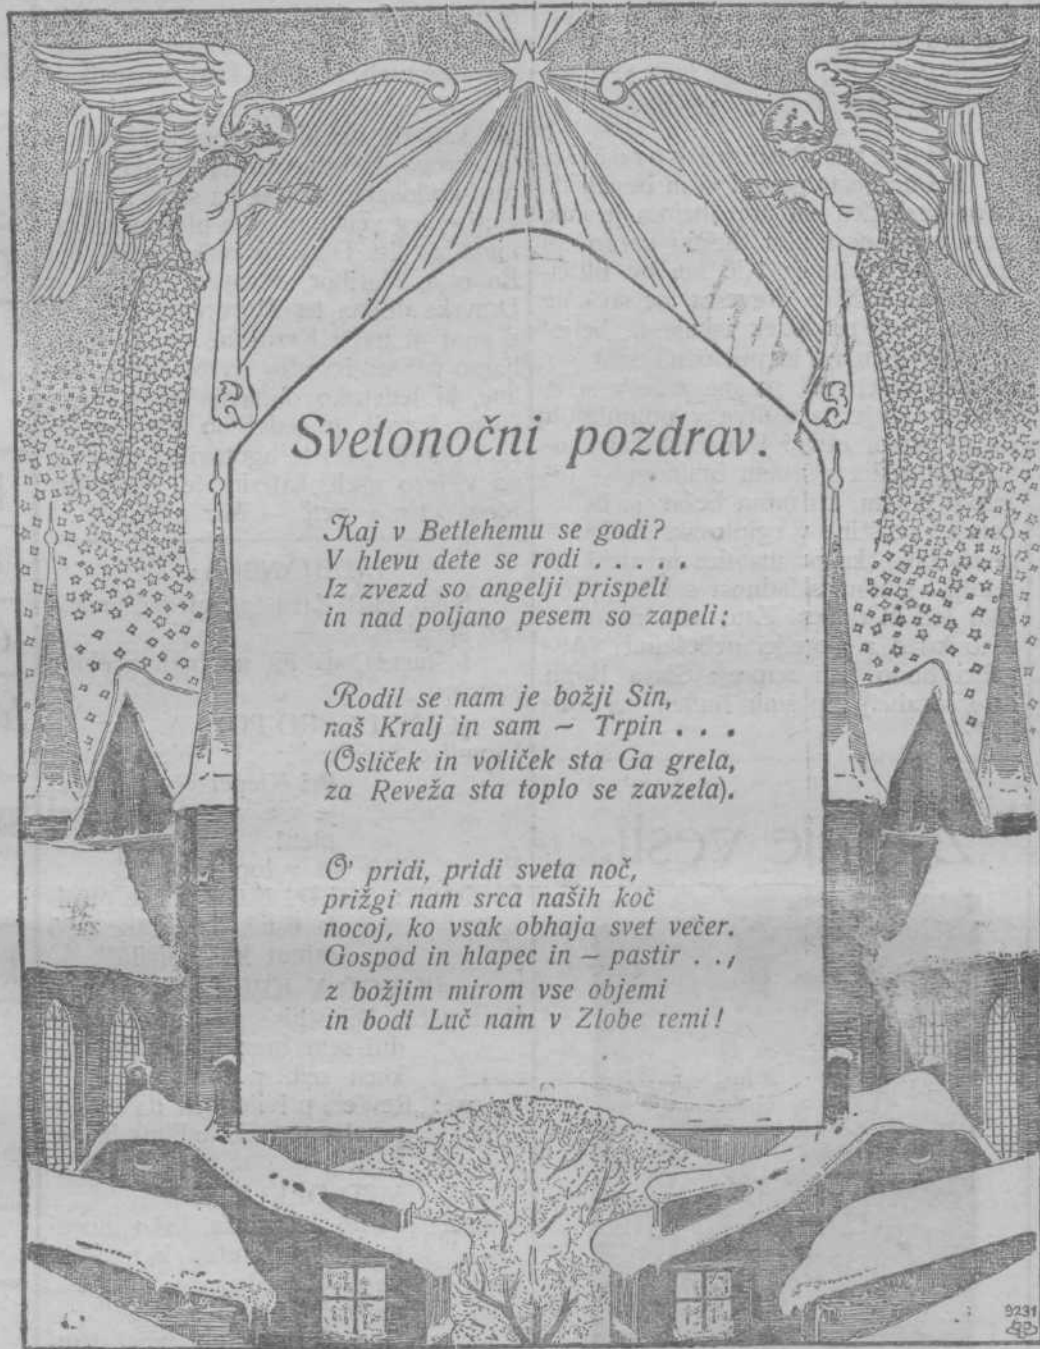 Svetonočni pozdrav.
Kaj v Betlehemu se godi?
V hlevu dete se rodi . . . . .
Iz zvezd so angelji prispeli
in nad poljano pesem so zapeli:
Rodil se nam je božji Sin,
naš Kralj in sam — Trpin . . .
(Osliček in voliček sta Ga grela,
za Reveža sta toplo se zavzela).
O' pridi, pridi sveta noč,
prižgi nam srca naših koč
nocoj, ko vsak obhaja svet večer.
Gospod in hlapec in — pastir . . ,
z božjim mirom vse objemi
in bodi Luč nam v Zlobe temi!
9231